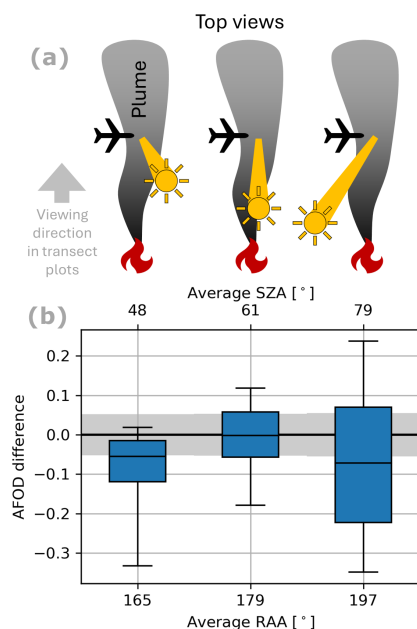 Top views
(a)
Plume
Viewing
direction
in transect
plots
Average SZA [°]
(b)
48 61 79
0.2
0.1
0.0
−0.1
−0.2
−0.3
AFOD difference
165 179 197
Average RAA [°]